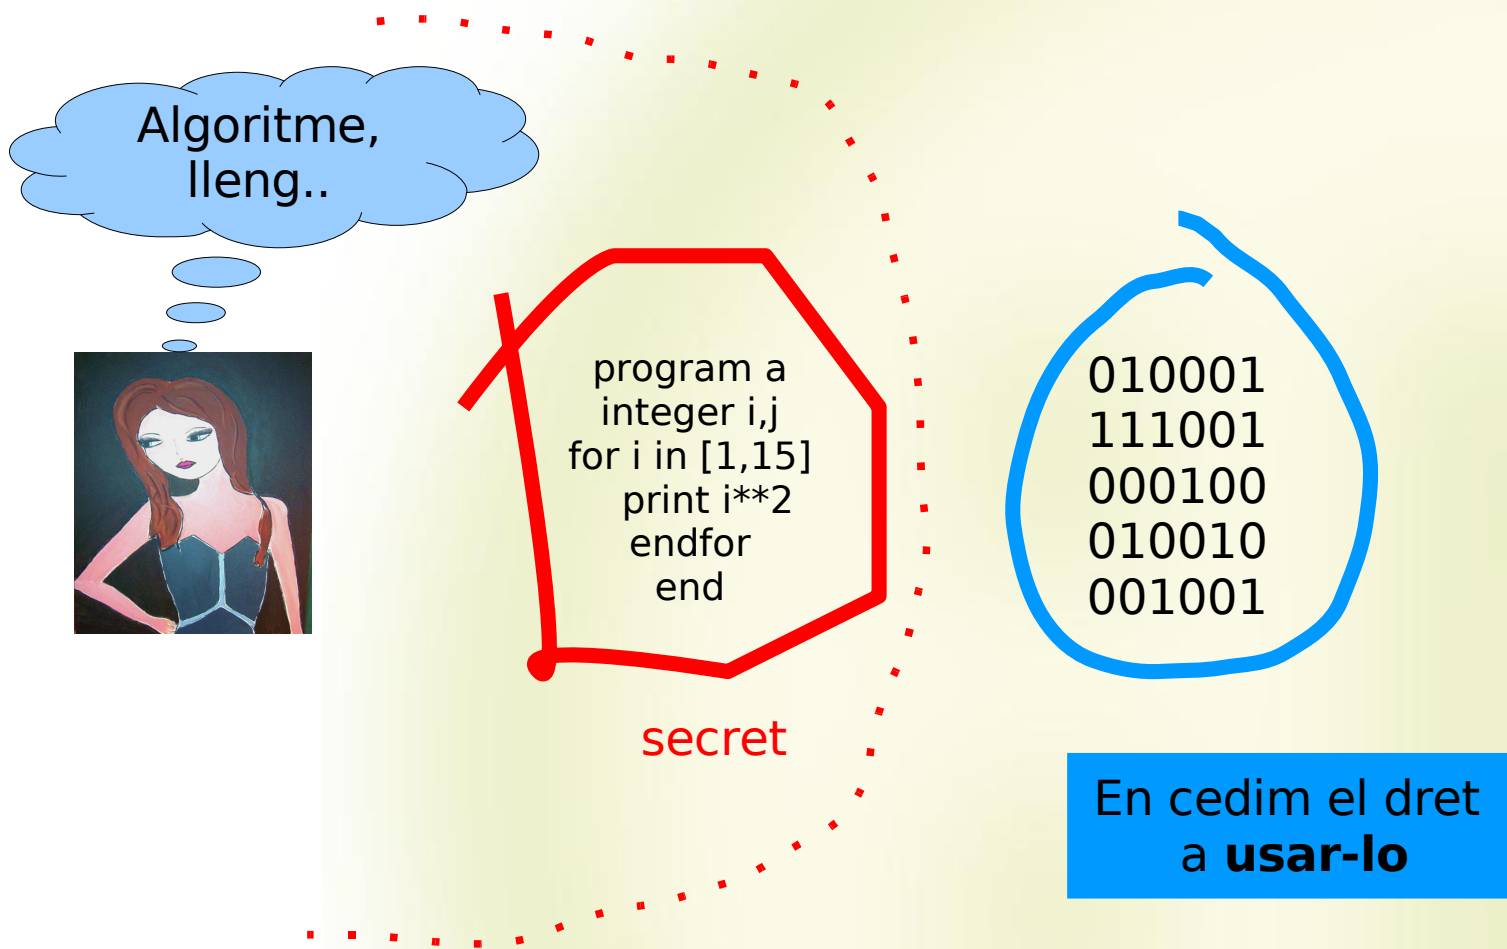 Algoritme,
lleng..
program a
integer i,j
for i in [1,15]
print i**2
endfor
end
secret
010001
111001
000100
010010
001001
En cedim el dret
a usar-lo